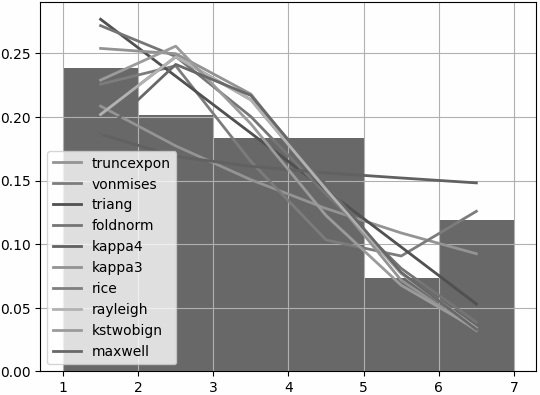 0.25
0.20
0.15
0.10
0.05
0.00
truncexpon
vonmises
triang
foldnorm
kappa4
kappa3
rice
rayleigh
kstwobign
maxwell
1 2 3 4 5 6 7